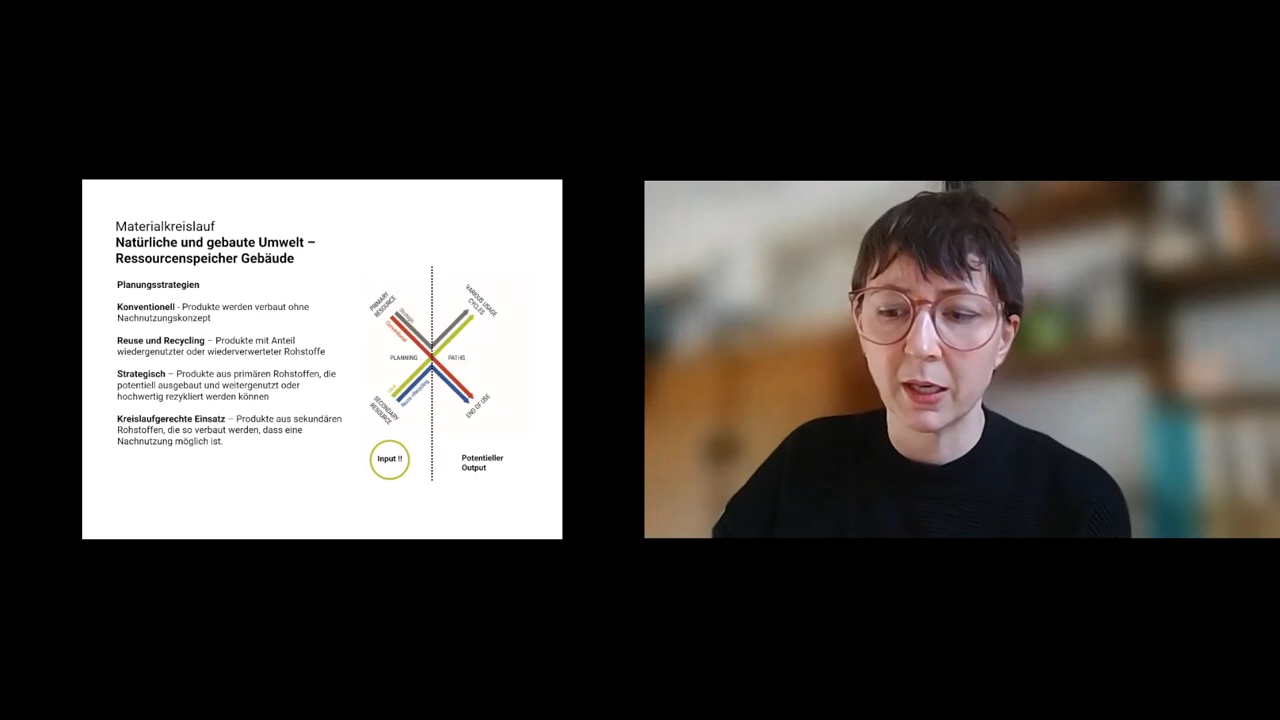 Materialkreislauf
Natürliche und gebaute Umwelt –
Ressourcenspeicher Gebäude
Planungsstrategien
Konventionell - Produkte werden verbaut ohne
Nachnutzungskonzept
Reuse und Recycling – Produkte mit Anteil
wiedergenutzter oder wiederverwerteter Rohstoffe
Strategisch – Produkte aus primären Rohstoffen, die
potentiell ausgebaut und weitergenutzt oder
hochwertig rezykliert werden können
Kreislaufgerechte Einsatz – Produkte aus sekundären
Rohstoffen, die so verbaut werden, dass eine
Nachnutzung möglich ist.
PRIMARY
RESOURCE
Strategic
Conventional
VARIOUS USAGE
CYCLES
PLANNING
PATHS
SECONDARY
RESOURCE
END OF USE
Input !!
Potentieller
Output